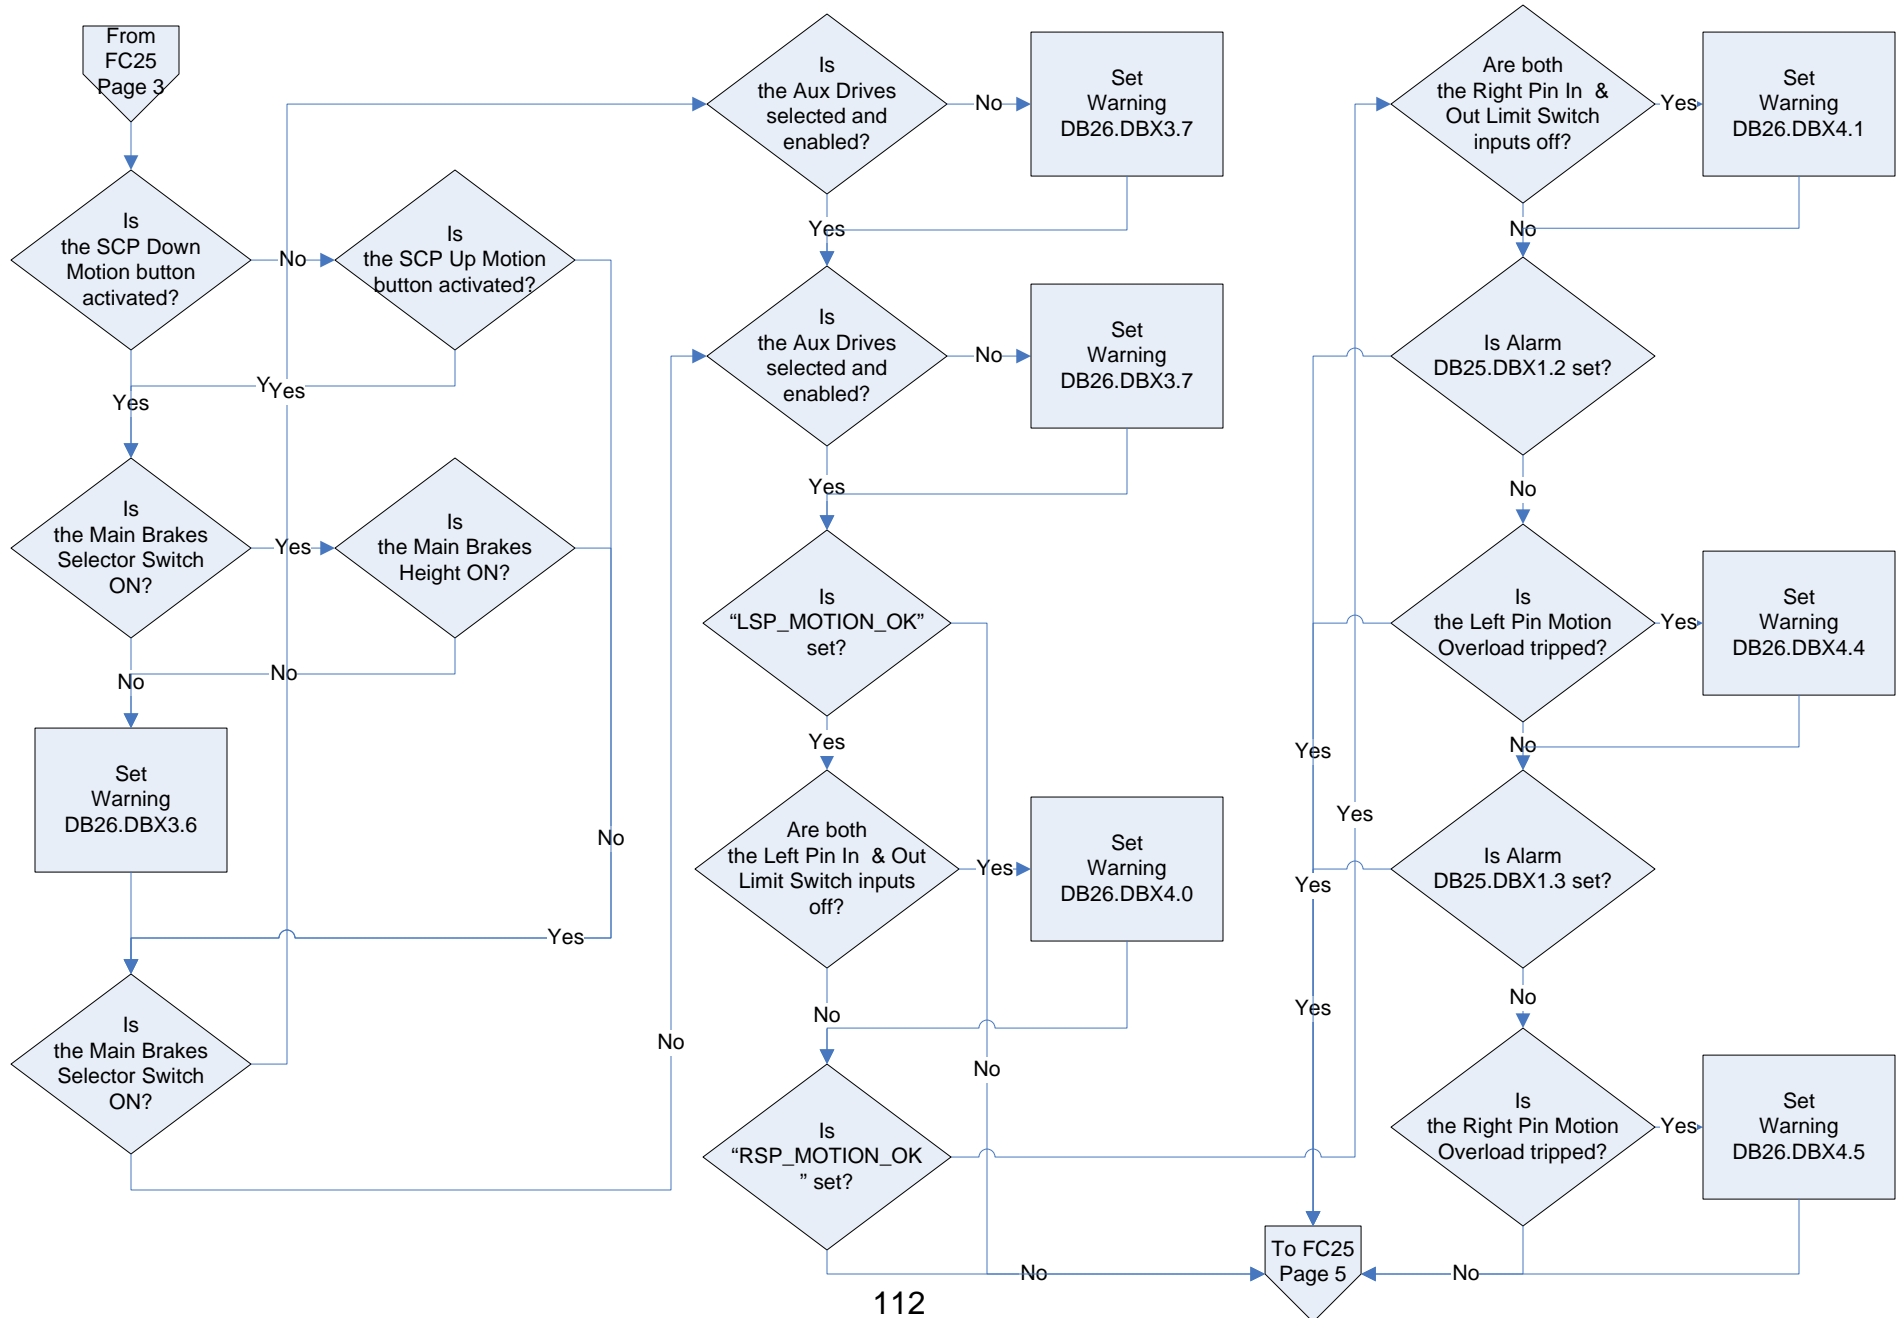 From
FC25
Page 3
Is
the SCP Down
Motion button
activated?
No
Is
the SCP Up Motion
button activated?
Yes
Y
Yes
Is
the Main Brakes
Selector Switch
ON?
Yes
Is
the Main Brakes
Height ON?
No
No
Set
Warning
DB26.DBX3.6
No
Yes
Is
the Main Brakes
Selector Switch
ON?
No
Is
the Aux Drives
selected and
enabled?
No
Set
Warning
DB26.DBX3.7
Yes
Is
the Aux Drives
selected and
enabled?
No
Set
Warning
DB26.DBX3.7
Yes
Is
“LSP_MOTION_OK”
set?
Yes
Are both
the Left Pin In & Out
Limit Switch inputs
off?
Yes
Set
Warning
DB26.DBX4.0
No
No
Is
“RSP_MOTION_OK
” set?
No
Yes
Are both
the Right Pin In &
Out Limit Switch
inputs off?
Yes
Set
Warning
DB26.DBX4.1
No
Is Alarm
DB25.DBX1.2 set?
No
Is
the Left Pin Motion
Overload tripped?
Yes
Set
Warning
DB26.DBX4.4
Yes
No
Is Alarm
DB25.DBX1.3 set?
Yes
Yes
No
Is
the Right Pin Motion
Overload tripped?
Yes
Set
Warning
DB26.DBX4.5
To FC25
Page 5
No
112